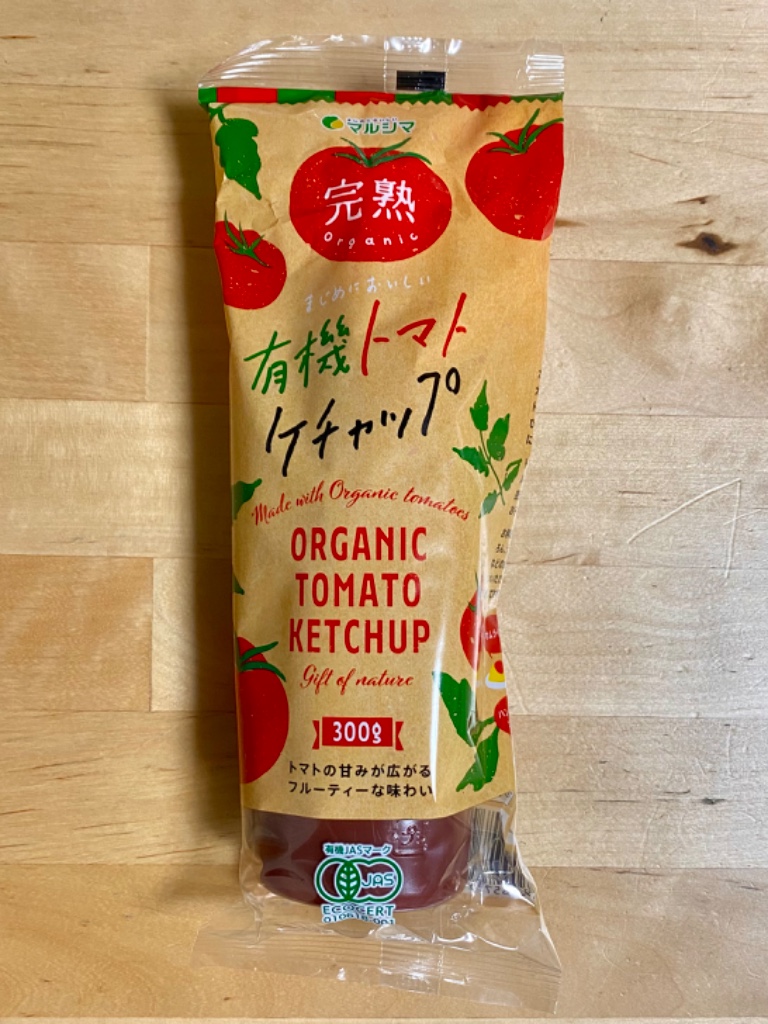 マルシマ
完熟
Organic
まじめにおいしい
有機トマト
ケチャップ
Made with Organic tomatoes
ORGANIC
TOMATO
KETCHUP
Gift of nature
300g
トマトの甘みが広がる
フルーティーな味わい
有機JASマーク
JAS
ECOCERT